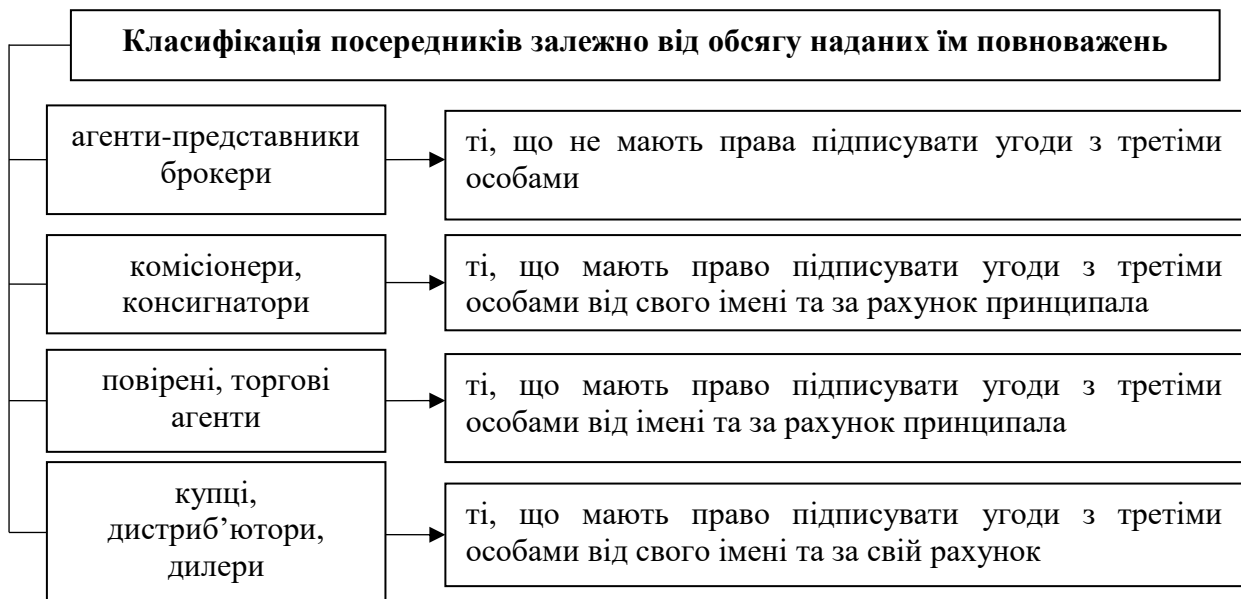 Класифікація посередників залежно від обсягу наданих їм повноважень
агенти-представники
брокери
ті, що не мають права підписувати угоди з третіми
особами
комісіонери,
консигнатори
ті, що мають право підписувати угоди з третіми
особами від свого імені та за рахунок принципала
повірені, торгові
агенти
ті, що мають право підписувати угоди з третіми
особами від імені та за рахунок принципала
купці,
дистриб’ютори,
дилери
ті, що мають право підписувати угоди з третіми
особами від свого імені та за свій рахунок